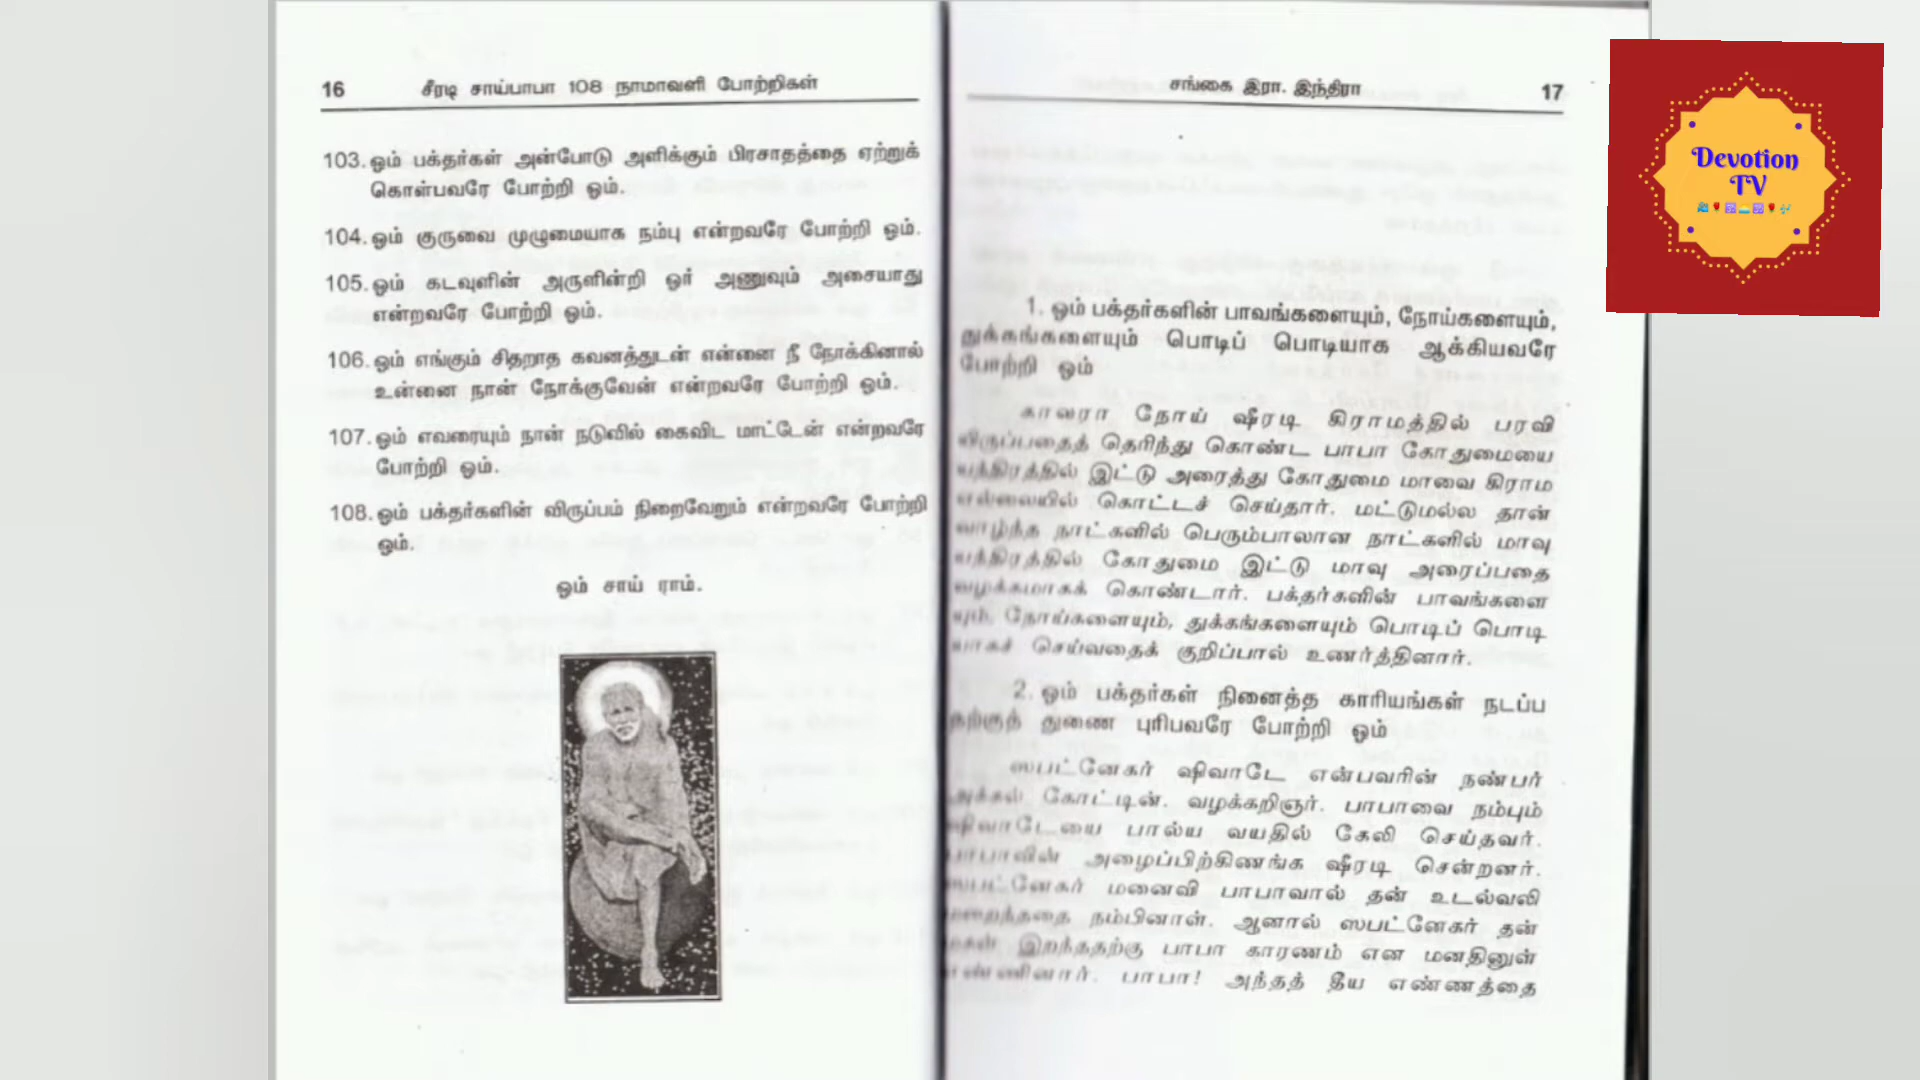 16 சீரடி சாய்பாபா 108 நாமாவளி போற்றிகள்
103. ஓம் பக்தர்கள் அன்போடு அளிக்கும் பிரசாதத்தை ஏற்றுக்
கொள்பவரே போற்றி ஓம்.
104. ஓம் குருவை முழுமையாக நம்பு என்றவரே போற்றி ஓம்.
105. ஓம் கடவுளின் அருளின்றி ஓர் அணுவும் அசையாது
என்றவரே போற்றி ஓம்.
106. ஓம் எங்கும் சிதறாத கவனத்துடன் என்னை நீ நோக்கினால்
உன்னை நான் நோக்குவேன் என்றவரே போற்றி ஓம்.
107. ஓம் எவரையும் நான் நடுவில் கைவிட மாட்டேன் என்றவரே
போற்றி ஓம்.
108. ஓம் பக்தர்களின் விருப்பம் நிறைவேறும் என்றவரே போற்றி
ஓம்.
ஓம் சாய் ராம்.
சங்கை இரா. இந்திரா 17
1. ஓம் பக்தர்களின் பாவங்களையும், நோய்களையும்,
துக்கங்களையும் பொடிப் பொடியாக ஆக்கியவரே
போற்றி ஓம்
காலரா நோய் ஷீரடி கிராமத்தில் பரவி
விருப்பதைத் தெரிந்து கொண்ட பாபா கோதுமையை
யந்திரத்தில் இட்டு அரைத்து கோதுமை மாவை கிராம
எல்லையில் கொட்டச் செய்தார். மட்டுமல்ல தான்
வாழ்ந்த நாட்களில் பெரும்பாலான நாட்களில் மாவு
யந்திரத்தில் கோதுமை இட்டு மாவு அரைப்பதை
வழக்கமாகக் கொண்டார். பக்தர்களின் பாவங்களை
யும், நோய்களையும், துக்கங்களையும் பொடிப் பொடி
யாகச் செய்வதைக் குறிப்பால் உணர்த்தினார்.
2. ஓம் பக்தர்கள் நினைத்த காரியங்கள் நடப்ப
தற்குத் துணை புரிபவரே போற்றி ஓம்
ஸபட்னேகர் ஷிவாடே என்பவரின் நண்பர்
அக்கல் கோட்டின். வழக்கறிஞர். பாபாவை நம்பும்
ஷிவாடேயை பால்ய வயதில் கேலி செய்தவர்.
பாபாவின் அழைப்பிற்கிணங்க ஷீரடி சென்றனர்.
ஸபட்னேகர் மனைவி பாபாவால் தன் உடல்வலி
மறைந்ததை நம்பினாள். ஆனால் ஸபட்னேகர் தன்
மகன் இறந்ததற்கு பாபா காரணம் என மனதினுள்
எண்ணினார். பாபா! அந்தத் தீய எண்ணத்தை
Devotion
TV